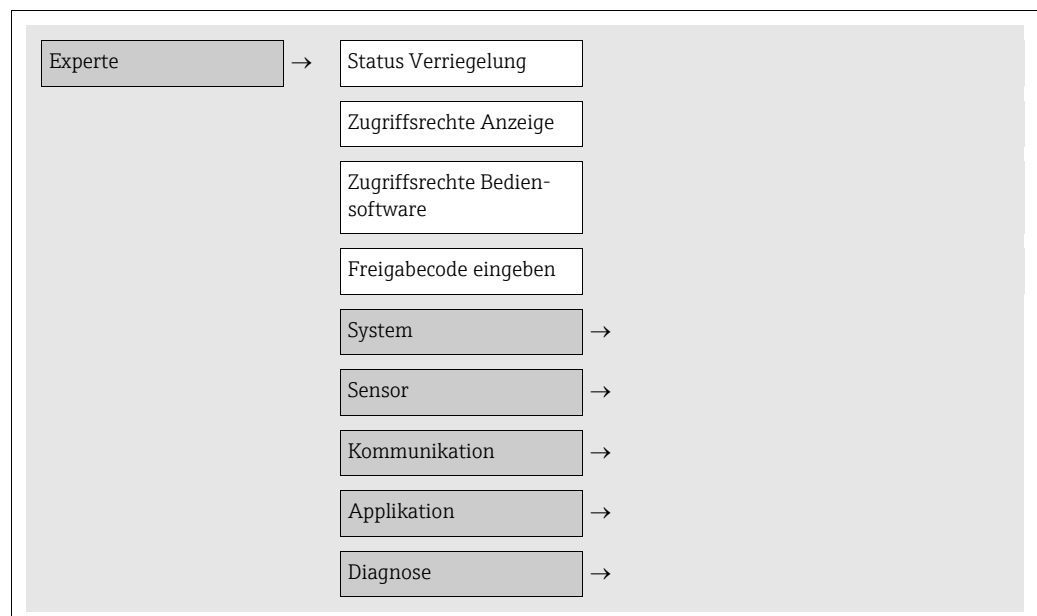 Experte → Status Verriegelung
Zugriffsrechte Anzeige
Zugriffsrechte Bedien-
software
Freigabecode eingeben
System →
Sensor →
Kommunikation →
Applikation →
Diagnose →